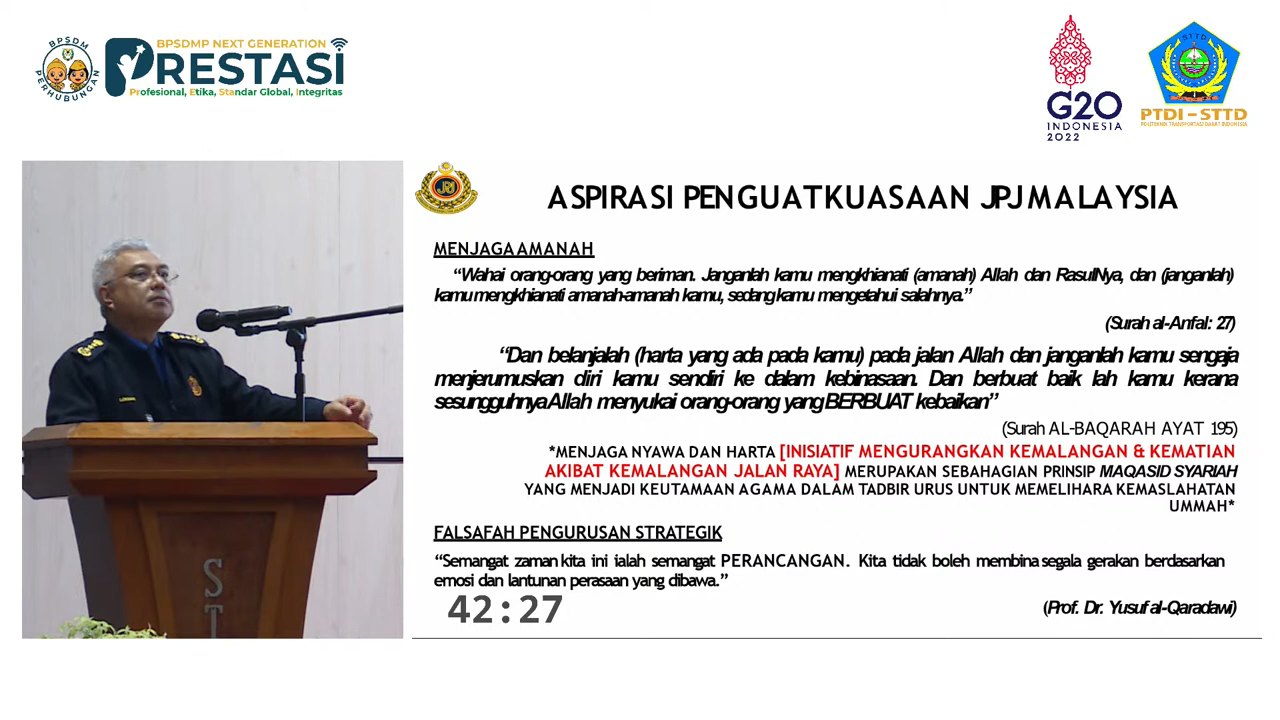 BPSDM
PERHUBUNGAN
BPSDMP NEXT GENERATION
PRESTASI
Profesional, Etika, Standar Global, Integritas
G20
INDONESIA
2022
STTD
PTDI - STTD
POLITEKNIK TRANSPORTASI DARAT INDONESIA
JPJ
ASPIRASI PENGUATKUASAAN JPJ MALAYSIA
MENJAGA AMANAH
“Wahai orang-orang yang beriman. Janganlah kamu mengkhianati (amanah) Allah dan RasulNya, dan (janganlah)
kamu mengkhianati amanah-amanah kamu, sedang kamu mengetahui salahnya.”
(Surah al-Anfal: 27)
“Dan belanjalah (harta yang ada pada kamu) pada jalan Allah dan janganlah kamu sengaja
menjerumuskan diri kamu sendiri ke dalam kebinasaan. Dan berbuat baik lah kamu kerana
sesungguhnya Allah menyukai orang-orang yang BERBUAT kebaikan”
(Surah AL-BAQARAH AYAT 195)
*MENJAGA NYAWA DAN HARTA [INISIATIF MENGURANGKAN KEMALANGAN & KEMATIAN
AKIBAT KEMALANGAN JALAN RAYA] MERUPAKAN SEBAHAGIAN PRINSIP MAQASID SYARIAH
YANG MENJADI KEUTAMAAN AGAMA DALAM TADBIR URUS UNTUK MEMELIHARA KEMASLAHATAN
UMMAH*
FALSAFAH PENGURUSAN STRATEGIK
“Semangat zaman kita ini ialah semangat PERANCANGAN. Kita tidak boleh membina segala gerakan berdasarkan
emosi dan lantunan perasaan yang dibawa.”
42:27
(Prof. Dr. Yusuf al-Qaradawi)
ST